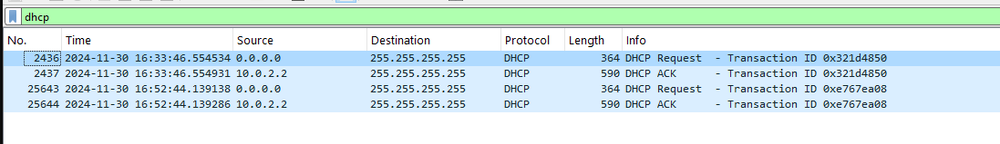 dhcp
No. Time Source Destination Protocol Length Info
2436 2024-11-30 16:33:46.554534 0.0.0.0 255.255.255.255 DHCP 364 DHCP Request - Transaction ID 0x321d4850
2437 2024-11-30 16:33:46.554931 10.0.2.2 255.255.255.255 DHCP 590 DHCP ACK - Transaction ID 0x321d4850
25643 2024-11-30 16:52:44.139138 0.0.0.0 255.255.255.255 DHCP 364 DHCP Request - Transaction ID 0xe767ea08
25644 2024-11-30 16:52:44.139286 10.0.2.2 255.255.255.255 DHCP 590 DHCP ACK - Transaction ID 0xe767ea08